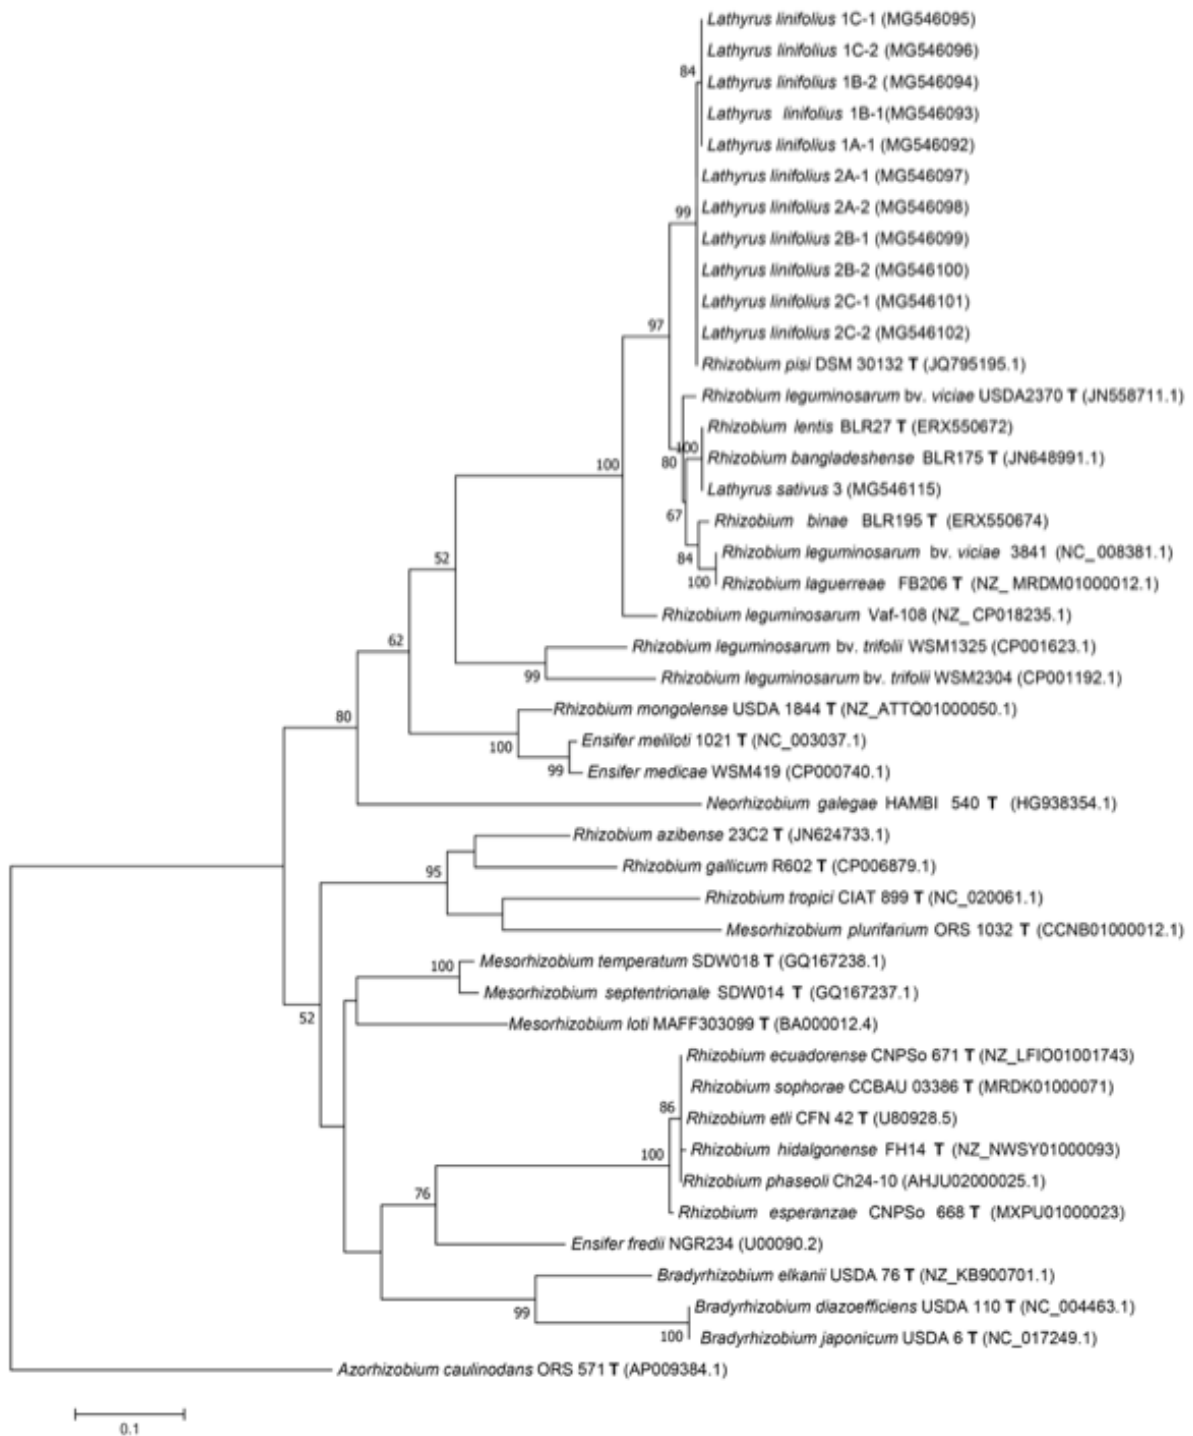 Lathyrus linifolius 1C-1 (MG546095)
Lathyrus linifolius 1C-2 (MG546096)
84
Lathyrus linifolius 1B-2 (MG546094)
Lathyrus linifolius 1B-1(MG546093)
Lathyrus linifolius 1A-1 (MG546092)
Lathyrus linifolius 2A-1 (MG546097)
Lathyrus linifolius 2A-2 (MG546098)
99
Lathyrus linifolius 2B-1 (MG546099)
Lathyrus linifolius 2B-2 (MG546100)
Lathyrus linifolius 2C-1 (MG546101)
97
Lathyrus linifolius 2C-2 (MG546102)
Rhizobium pisi DSM 30132 T (JQ795195.1)
Rhizobium leguminosarum bv. viciae USDA2370 T (JN558711.1)
Rhizobium lentis BLR27 T (ERX550672)
100
Rhizobium bangladeshense BLR175 T (JN648991.1)
80
100
Lathyrus sativus 3 (MG546115)
67
Rhizobium binae BLR195 T (ERX550674)
Rhizobium leguminosarum bv. viciae 3841 (NC_ 008381.1)
84
52
Rhizobium laguerreae FB206 T (NZ_ MRDM01000012.1)
100
Rhizobium leguminosarum Vaf-108 (NZ_ CP018235.1)
62
Rhizobium leguminosarum bv. trifolii WSM1325 (CP001623.1)
Rhizobium leguminosarum bv. trifolii WSM2304 (CP001192.1)
99
Rhizobium mongolense USDA 1844 T (NZ_ATTQ01000050.1)
80
Ensifer meliloti 1021 T (NC_003037.1)
100
Ensifer medicae WSM419 (CP000740.1)
99
Neorhizobium galegae HAMBI 540 T (HG938354.1)
Rhizobium azibense 23C2 T (JN624733.1)
Rhizobium gallicum R602 T (CP006879.1)
95
Rhizobium tropici CIAT 899 T (NC_020061.1)
Mesorhizobium plurifarium ORS 1032 T (CCNB01000012.1)
Mesorhizobium temperatum SDW018 T (GQ167238.1)
100
Mesorhizobium septentrionale SDW014 T (GQ167237.1)
52
Mesorhizobium loti MAFF303099 T (BA000012.4)
Rhizobium ecuadorense CNPSo 671 T (NZ_LFIO01001743)
Rhizobium sophorae CCBAU 03386 T (MRDK01000071)
86
Rhizobium etli CFN 42 T (U80928.5)
Rhizobium hidalgonense FH14 T (NZ_NWSY01000093)
100
Rhizobium phaseoli Ch24-10 (AHJU02000025.1)
76
Rhizobium esperanzae CNPSo 668 T (MXPU01000023)
Ensifer fredii NGR234 (U00090.2)
Bradyrhizobium elkanii USDA 76 T (NZ_KB900701.1)
99
Bradyrhizobium diazoefficiens USDA 110 T (NC_004463.1)
100
Bradyrhizobium japonicum USDA 6 T (NC_017249.1)
Azorhizobium caulinodans ORS 571 T (AP009384.1)
0.1